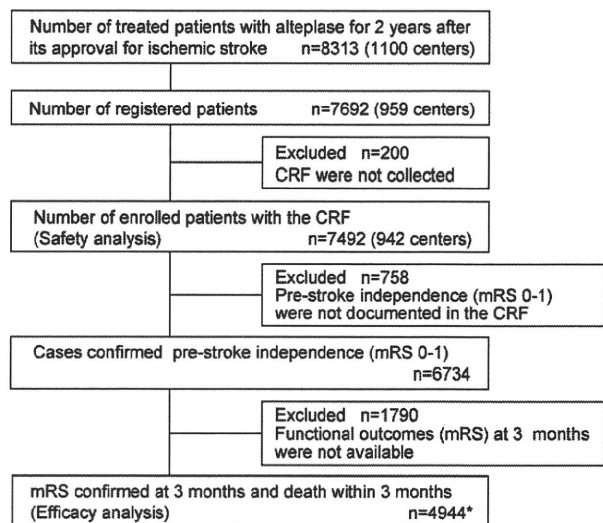 Number of treated patients with alteplase for 2 years after
its approval for ischemic stroke n=8313 (1100 centers)
Number of registered patients n=7692 (959 centers)
Excluded n=200
CRF were not collected
Number of enrolled patients with the CRF
(Safety analysis) n=7492 (942 centers)
Excluded n=758
Pre-stroke independence (mRS 0-1)
were not documented in the CRF
Cases confirmed pre-stroke independence (mRS 0-1)
n=6734
Excluded n=1790
Functional outcomes (mRS) at 3 months
were not available
mRS confirmed at 3 months and death within 3 months
(Efficacy analysis) n=4944*